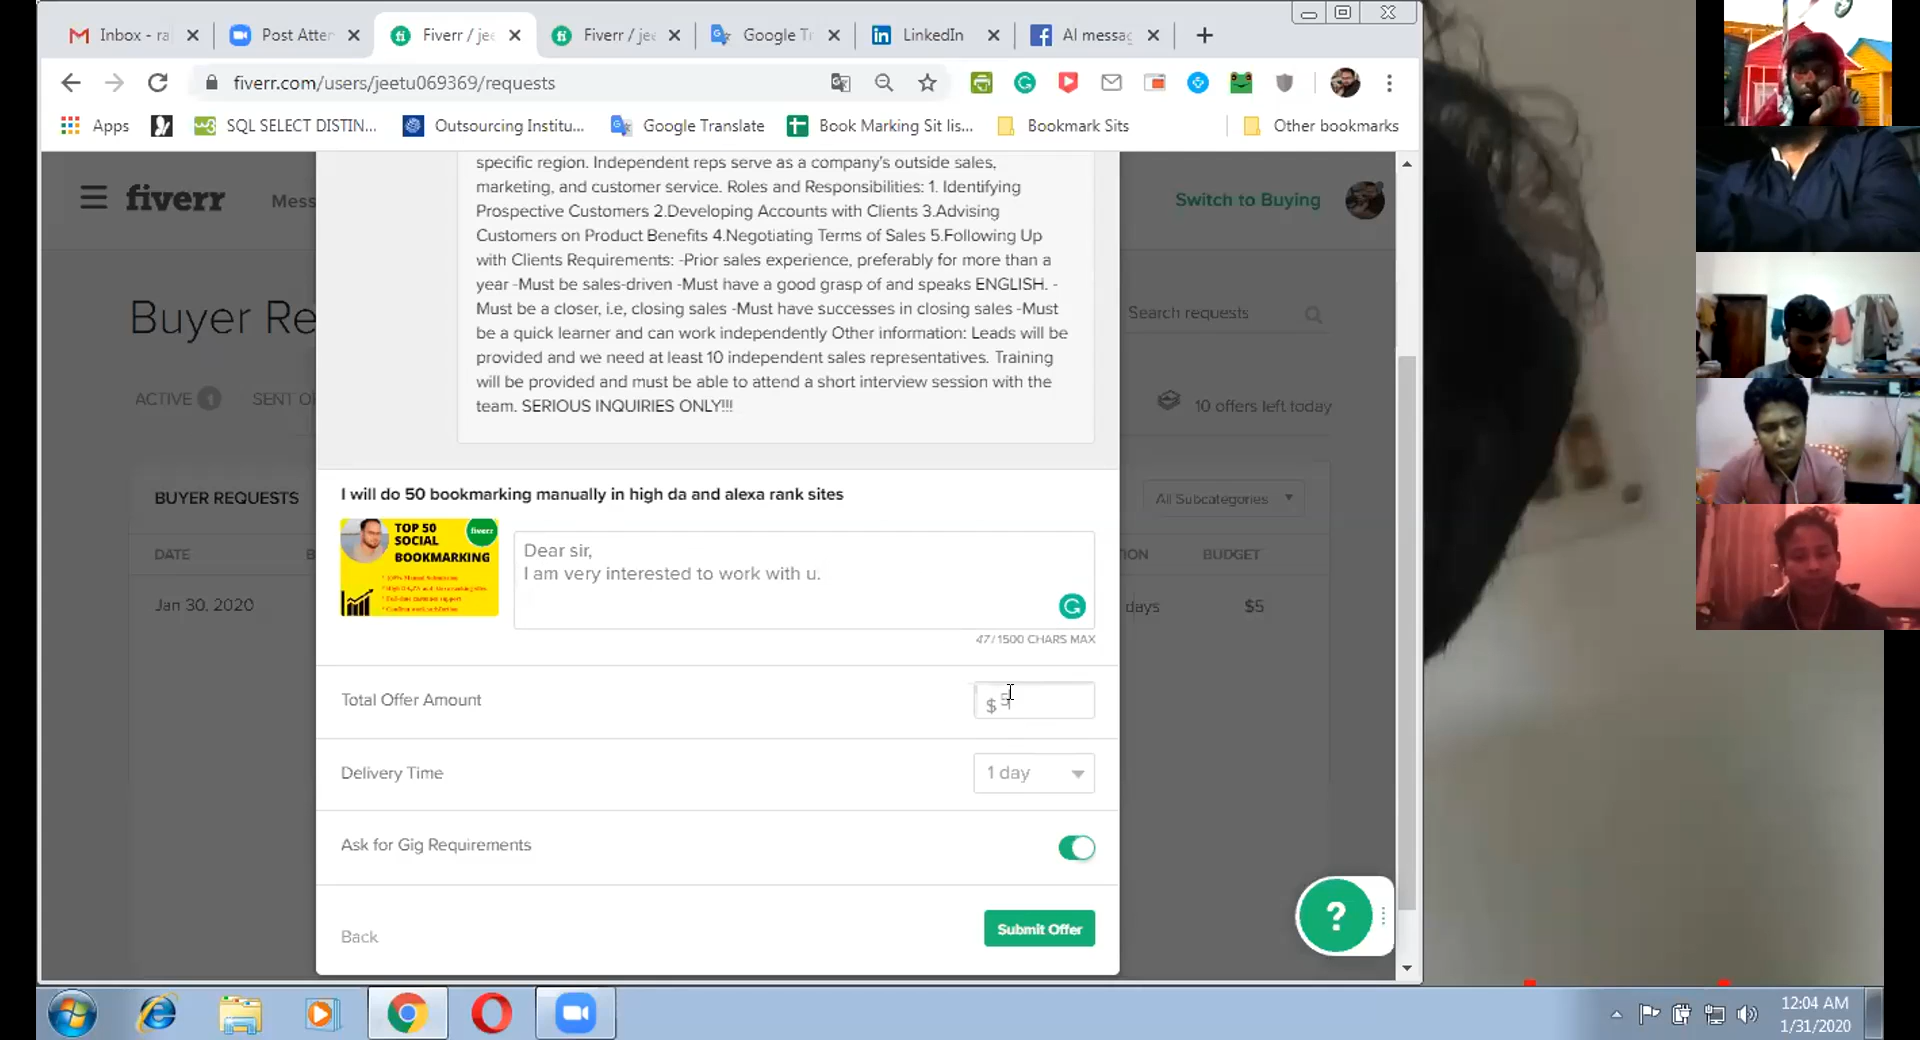 Inbox - ra
Post Atter
Fiverr / jee
Fiverr / jee
Google Tr
LinkedIn
AI messag
fiverr.com/users/jeetu069369/requests
Apps
SQL SELECT DISTIN...
Outsourcing Institu...
Google Translate
Book Marking Sit lis...
Bookmark Sits
Other bookmarks
specific region. Independent reps serve as a company's outside sales,
marketing, and customer service. Roles and Responsibilities: 1. Identifying
Prospective Customers 2.Developing Accounts with Clients 3.Advising
Customers on Product Benefits 4.Negotiating Terms of Sales 5.Following Up
with Clients Requirements: -Prior sales experience, preferably for more than a
year -Must be sales-driven -Must have a good grasp of and speaks ENGLISH. -
Must be a closer, i.e, closing sales -Must have successes in closing sales -Must
be a quick learner and can work independently Other information: Leads will be
provided and we need at least 10 independent sales representatives. Training
will be provided and must be able to attend a short interview session with the
team. SERIOUS INQUIRIES ONLY!!!
fiverr
Mess
Switch to Buying
Buyer Re
Search requests
ACTIVE 1
SENT O
10 offers left today
BUYER REQUESTS
All Subcategories
DATE
B
ION
BUDGET
Jan 30, 2020
days
$5
I will do 50 bookmarking manually in high da and alexa rank sites
TOP 50
SOCIAL
BOOKMARKING
fiverr
Dear sir,
I am very interested to work with u.
47/1500 CHARS MAX
Total Offer Amount
$ 5
Delivery Time
1 day
Ask for Gig Requirements
Back
Submit Offer
?
12:04 AM
1/31/2020